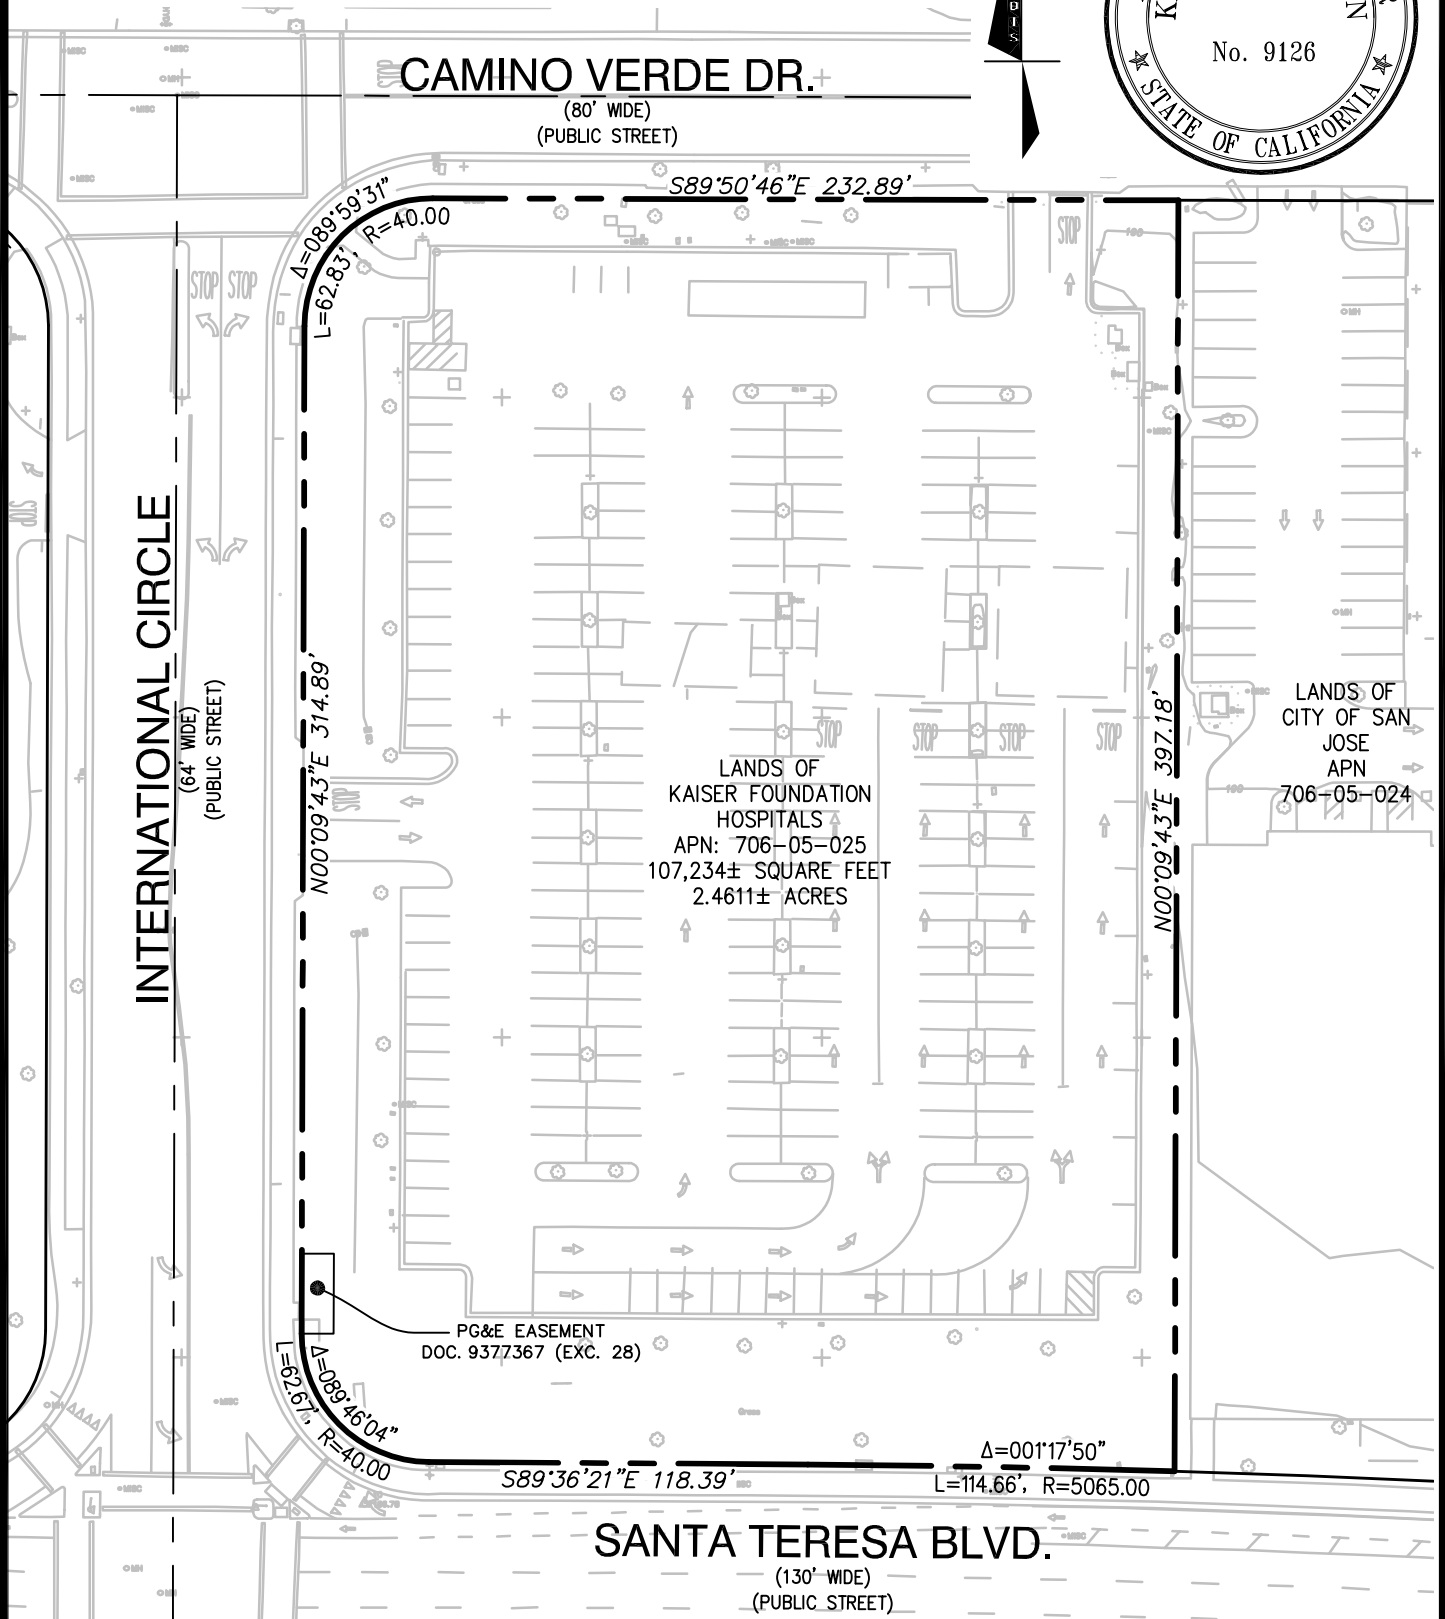 No. 9126
STATE OF CALIFORNIA
CAMINO VERDE DR.
(80' WIDE)
(PUBLIC STREET)
S89°50'46"E 232.89'
Δ=089°59'31"
L=62.83', R=40.00
STOP STOP
STOP
STOP
STOP
INTERNATIONAL CIRCLE
(64' WIDE)
(PUBLIC STREET)
N00°09'43"E 314.89'
STOP STOP STOP STOP
STOP
LANDS OF
KAISER FOUNDATION
HOSPITALS
APN: 706-05-025
107,234± SQUARE FEET
2.4611± ACRES
N00°09'43"E 397.18'
LANDS OF
CITY OF SAN
JOSE
APN
706-05-024
PG&E EASEMENT
DOC. 9377367 (EXC. 28)
Δ=089°46'04"
L=62.67', R=40.00
Grass
S89°36'21"E 118.39'
Δ=001°17'50"
L=114.66', R=5065.00
SANTA TERESA BLVD.
(130' WIDE)
(PUBLIC STREET)